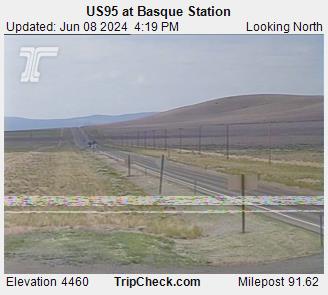 US95 at Basque Station
Updated: Jun 08 2024 4:19 PM Looking North
Elevation 4460 TripCheck.com Milepost 91.62